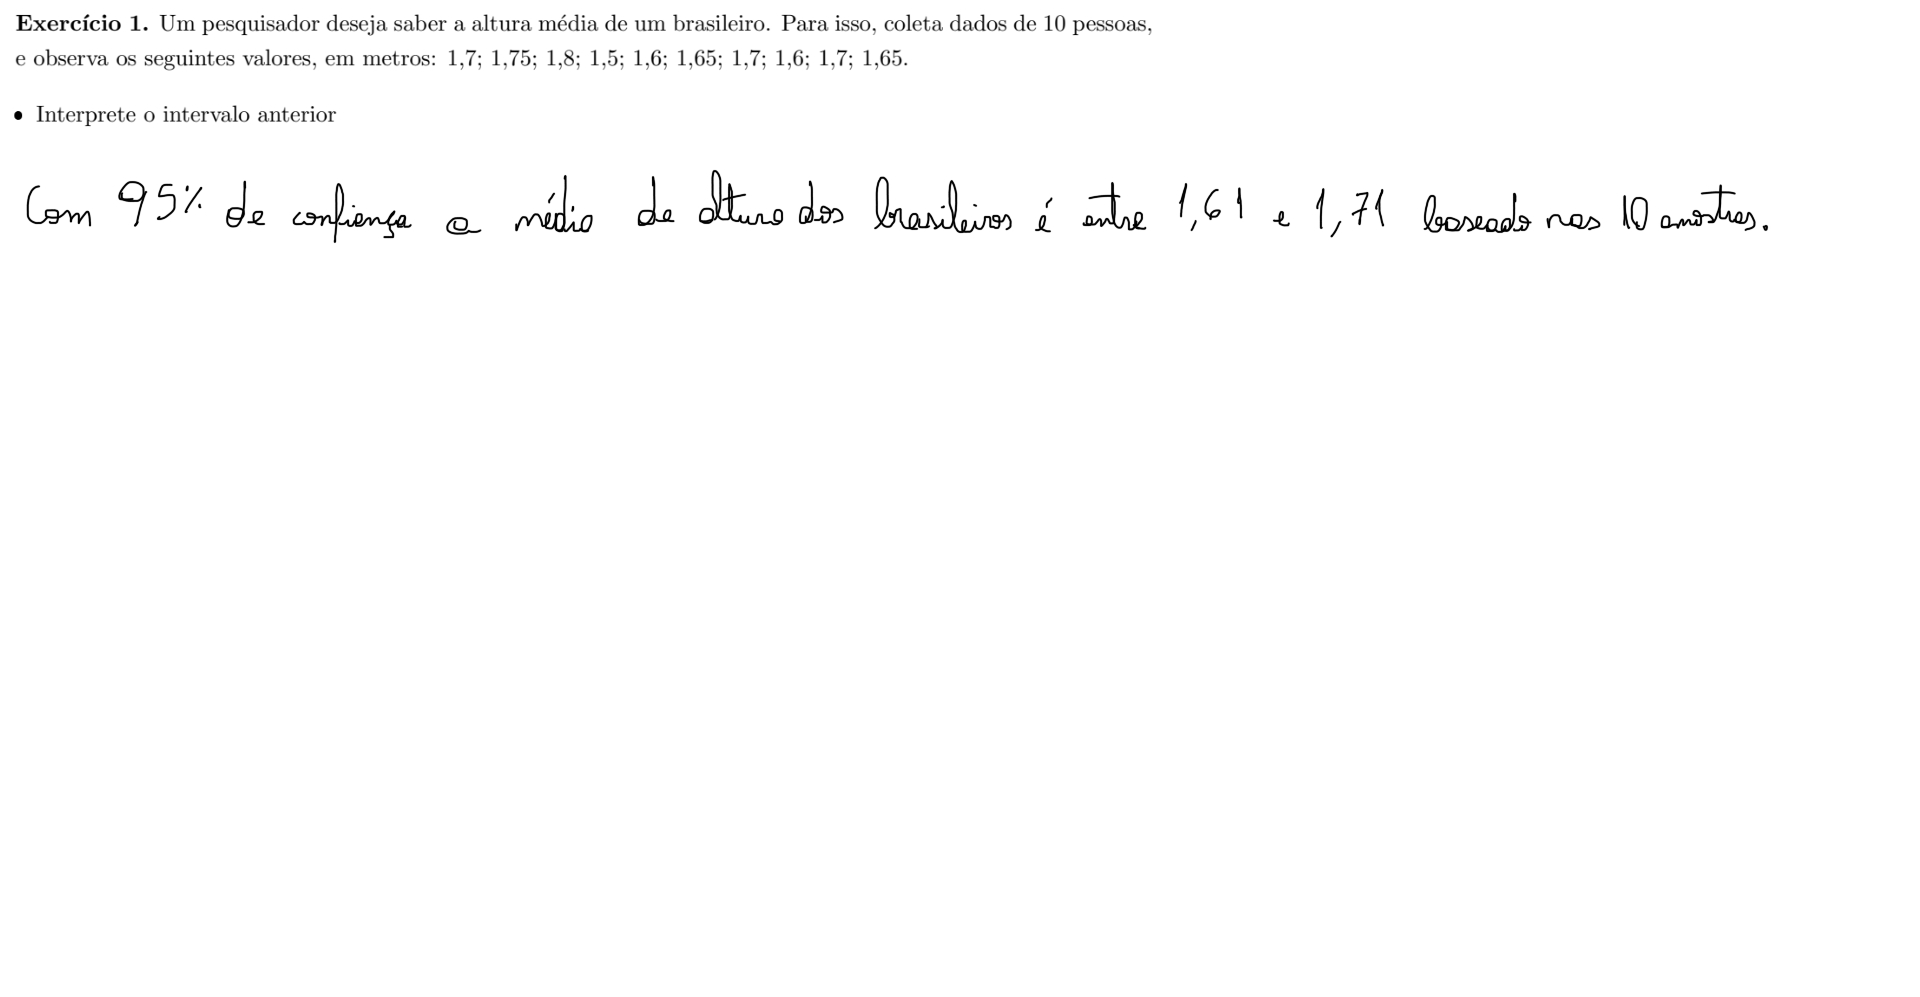 Exercício 1. Um pesquisador deseja saber a altura média de um brasileiro. Para isso, coleta dados de 10 pessoas,
e observa os seguintes valores, em metros: 1,7; 1,75; 1,8; 1,5; 1,6; 1,65; 1,7; 1,6; 1,7; 1,65.
• Interprete o intervalo anterior
Com 95% de confiança a média de altura dos brasileiros é entre 1,61 e 1,71 baseado nas 10 amostras.